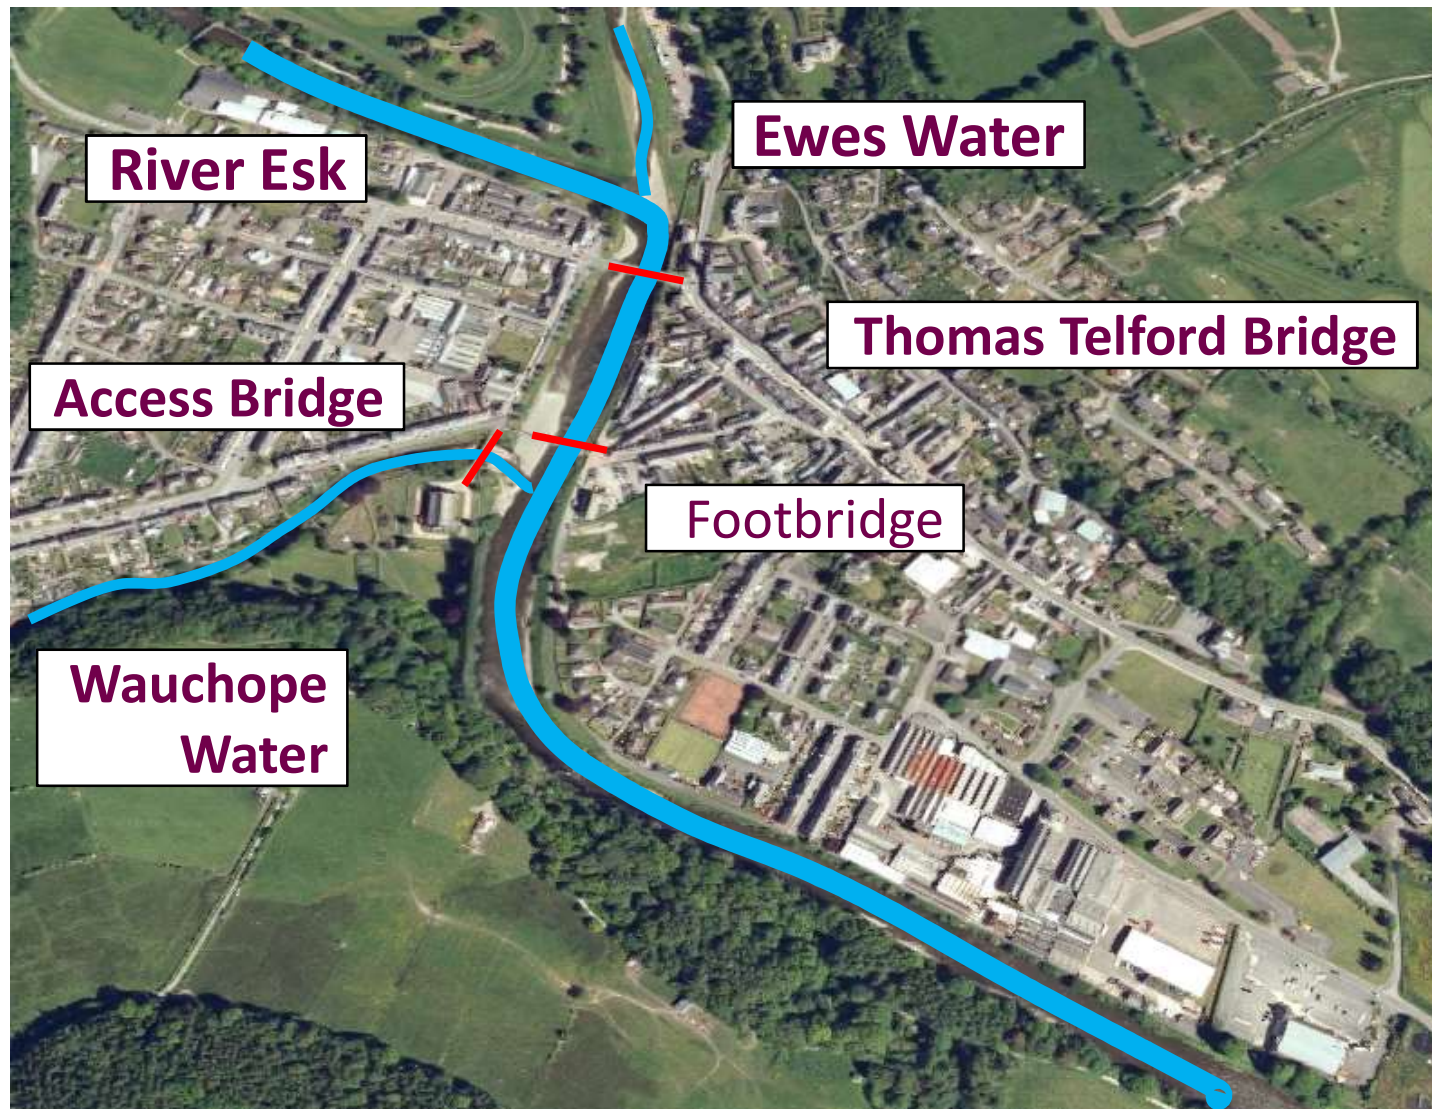 Ewes Water
River Esk
Thomas Telford Bridge
Access Bridge
Footbridge
Wauchope
Water